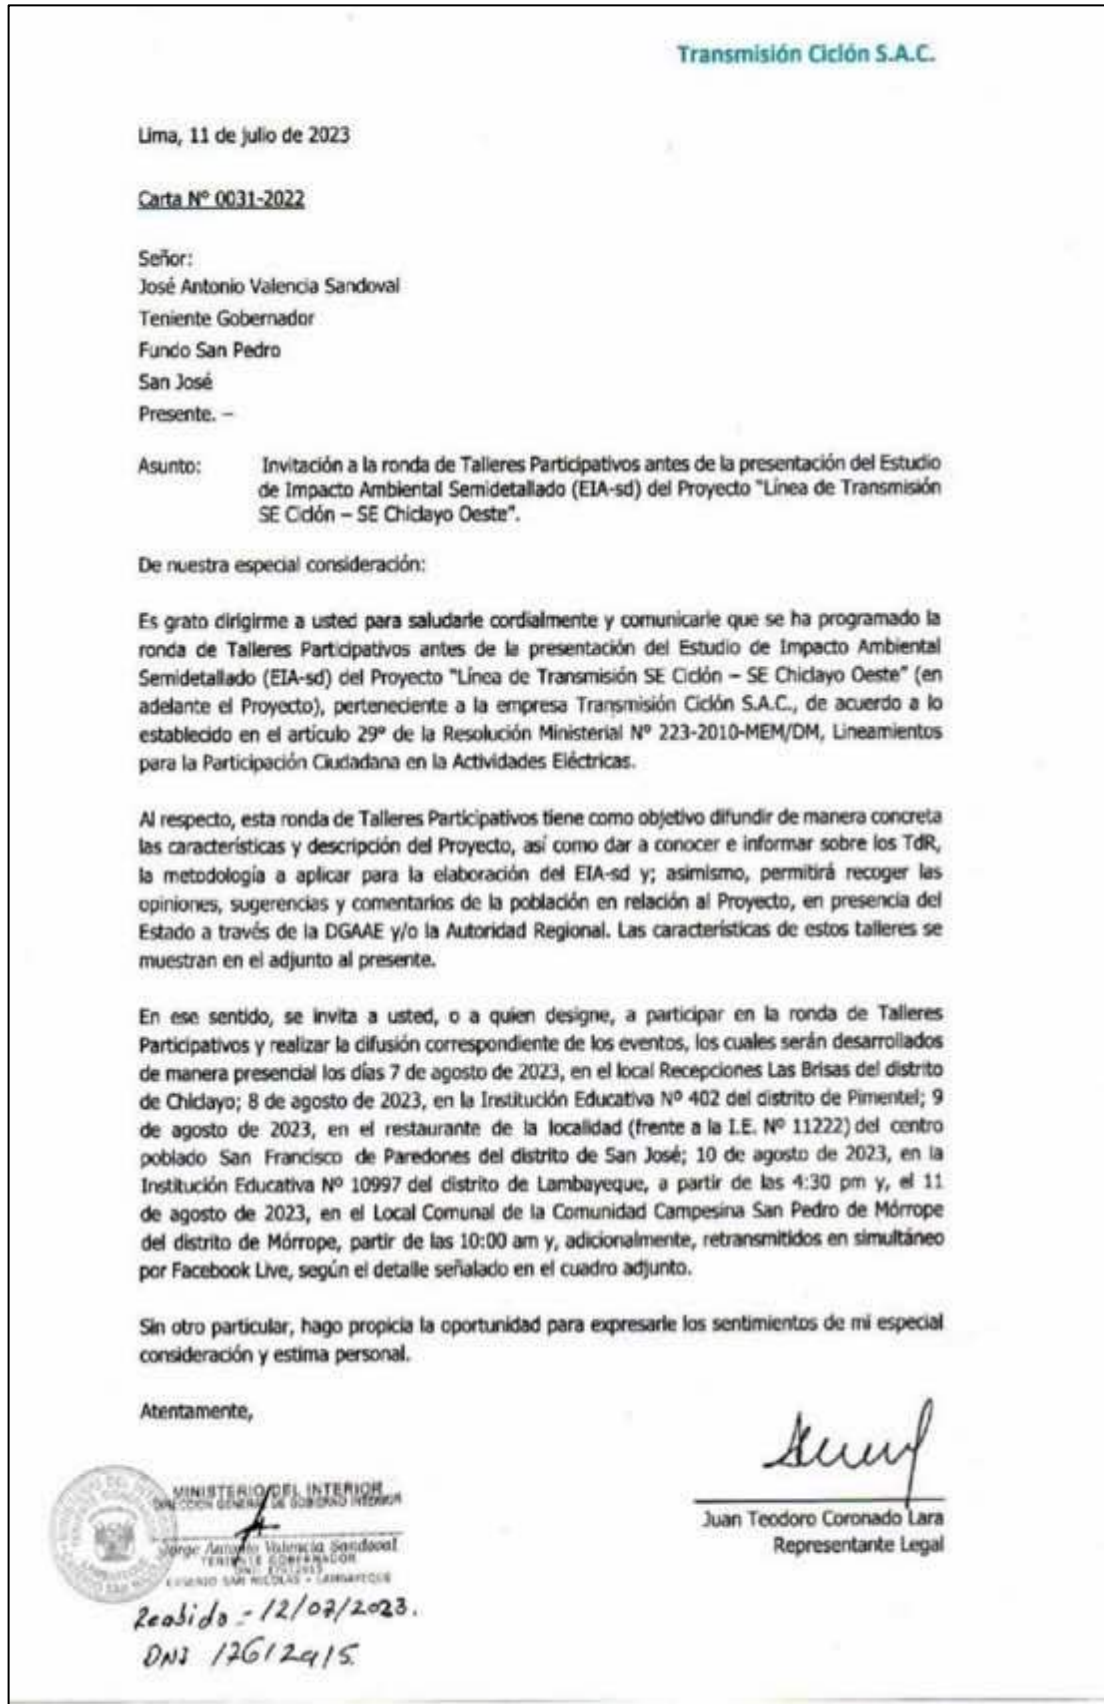 Transmisión Ciclón S.A.C.
Lima, 11 de julio de 2023
Carta Nº 0031-2022
Señor:
José Antonio Valencia Sandoval
Teniente Gobernador
Fundo San Pedro
San José
Presente. –
Asunto: Invitación a la ronda de Talleres Participativos antes de la presentación del Estudio
de Impacto Ambiental Semidetallado (EIA-sd) del Proyecto "Línea de Transmisión
SE Ciclón – SE Chiclayo Oeste".
De nuestra especial consideración:
Es grato dirigirme a usted para saludarle cordialmente y comunicarle que se ha programado la
ronda de Talleres Participativos antes de la presentación del Estudio de Impacto Ambiental
Semidetallado (EIA-sd) del Proyecto "Línea de Transmisión SE Ciclón – SE Chiclayo Oeste" (en
adelante el Proyecto), perteneciente a la empresa Transmisión Ciclón S.A.C., de acuerdo a lo
establecido en el artículo 29º de la Resolución Ministerial Nº 223-2010-MEM/DM, Lineamientos
para la Participación Ciudadana en la Actividades Eléctricas.
Al respecto, esta ronda de Talleres Participativos tiene como objetivo difundir de manera concreta
las características y descripción del Proyecto, así como dar a conocer e informar sobre los TdR,
la metodología a aplicar para la elaboración del EIA-sd y; asimismo, permitirá recoger las
opiniones, sugerencias y comentarios de la población en relación al Proyecto, en presencia del
Estado a través de la DGAAE y/o la Autoridad Regional. Las características de estos talleres se
muestran en el adjunto al presente.
En ese sentido, se invita a usted, o a quien designe, a participar en la ronda de Talleres
Participativos y realizar la difusión correspondiente de los eventos, los cuales serán desarrollados
de manera presencial los días 7 de agosto de 2023, en el local Recepciones Las Brisas del distrito
de Chiclayo; 8 de agosto de 2023, en la Institución Educativa Nº 402 del distrito de Pimentel; 9
de agosto de 2023, en el restaurante de la localidad (frente a la I.E. Nº 11222) del centro
poblado San Francisco de Paredones del distrito de San José; 10 de agosto de 2023, en la
Institución Educativa Nº 10997 del distrito de Lambayeque, a partir de las 4:30 pm y, el 11
de agosto de 2023, en el Local Comunal de la Comunidad Campesina San Pedro de Mórrope
del distrito de Mórrope, partir de las 10:00 am y, adicionalmente, retransmitidos en simultáneo
por Facebook Live, según el detalle señalado en el cuadro adjunto.
Sin otro particular, hago propicia la oportunidad para expresarle los sentimientos de mi especial
consideración y estima personal.
Atentamente,
MINISTERIO DEL INTERIOR
DIRECCION GENERAL DE GOBIERNO INTERIOR
Jorge Antonio Valencia Sandoval
TENIENTE GOBERNADOR
CASERIO SAN NICOLAS - LAMBAYEQUE
Recibido - 12/07/2023.
DNI 17612915
Juan Teodoro Coronado Lara
Representante Legal